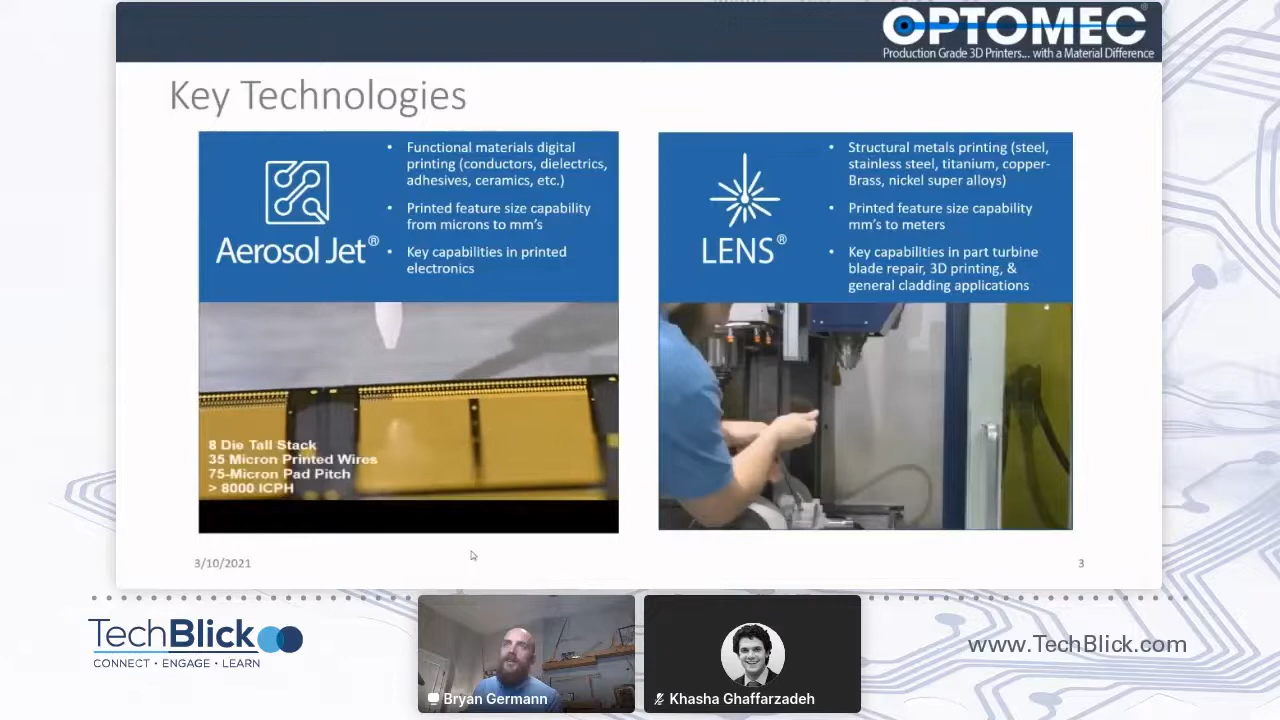 OPTOMEC®
Production Grade 3D Printers... with a Material Difference
Key Technologies
Aerosol Jet®
• Functional materials digital
printing (conductors, dielectrics,
adhesives, ceramics, etc.)
• Printed feature size capability
from microns to mm's
• Key capabilities in printed
electronics
8 Die Tall Stack
35 Micron Printed Wires
75-Micron Pad Pitch
> 8000 ICPH
LENS®
• Structural metals printing (steel,
stainless steel, titanium, copper-
Brass, nickel super alloys)
• Printed feature size capability
mm's to meters
• Key capabilities in part turbine
blade repair, 3D printing, &
general cladding applications
3/10/2021
3
TechBlick
CONNECT • ENGAGE • LEARN
Bryan Germann
Khasha Ghaffarzadeh
www.TechBlick.com